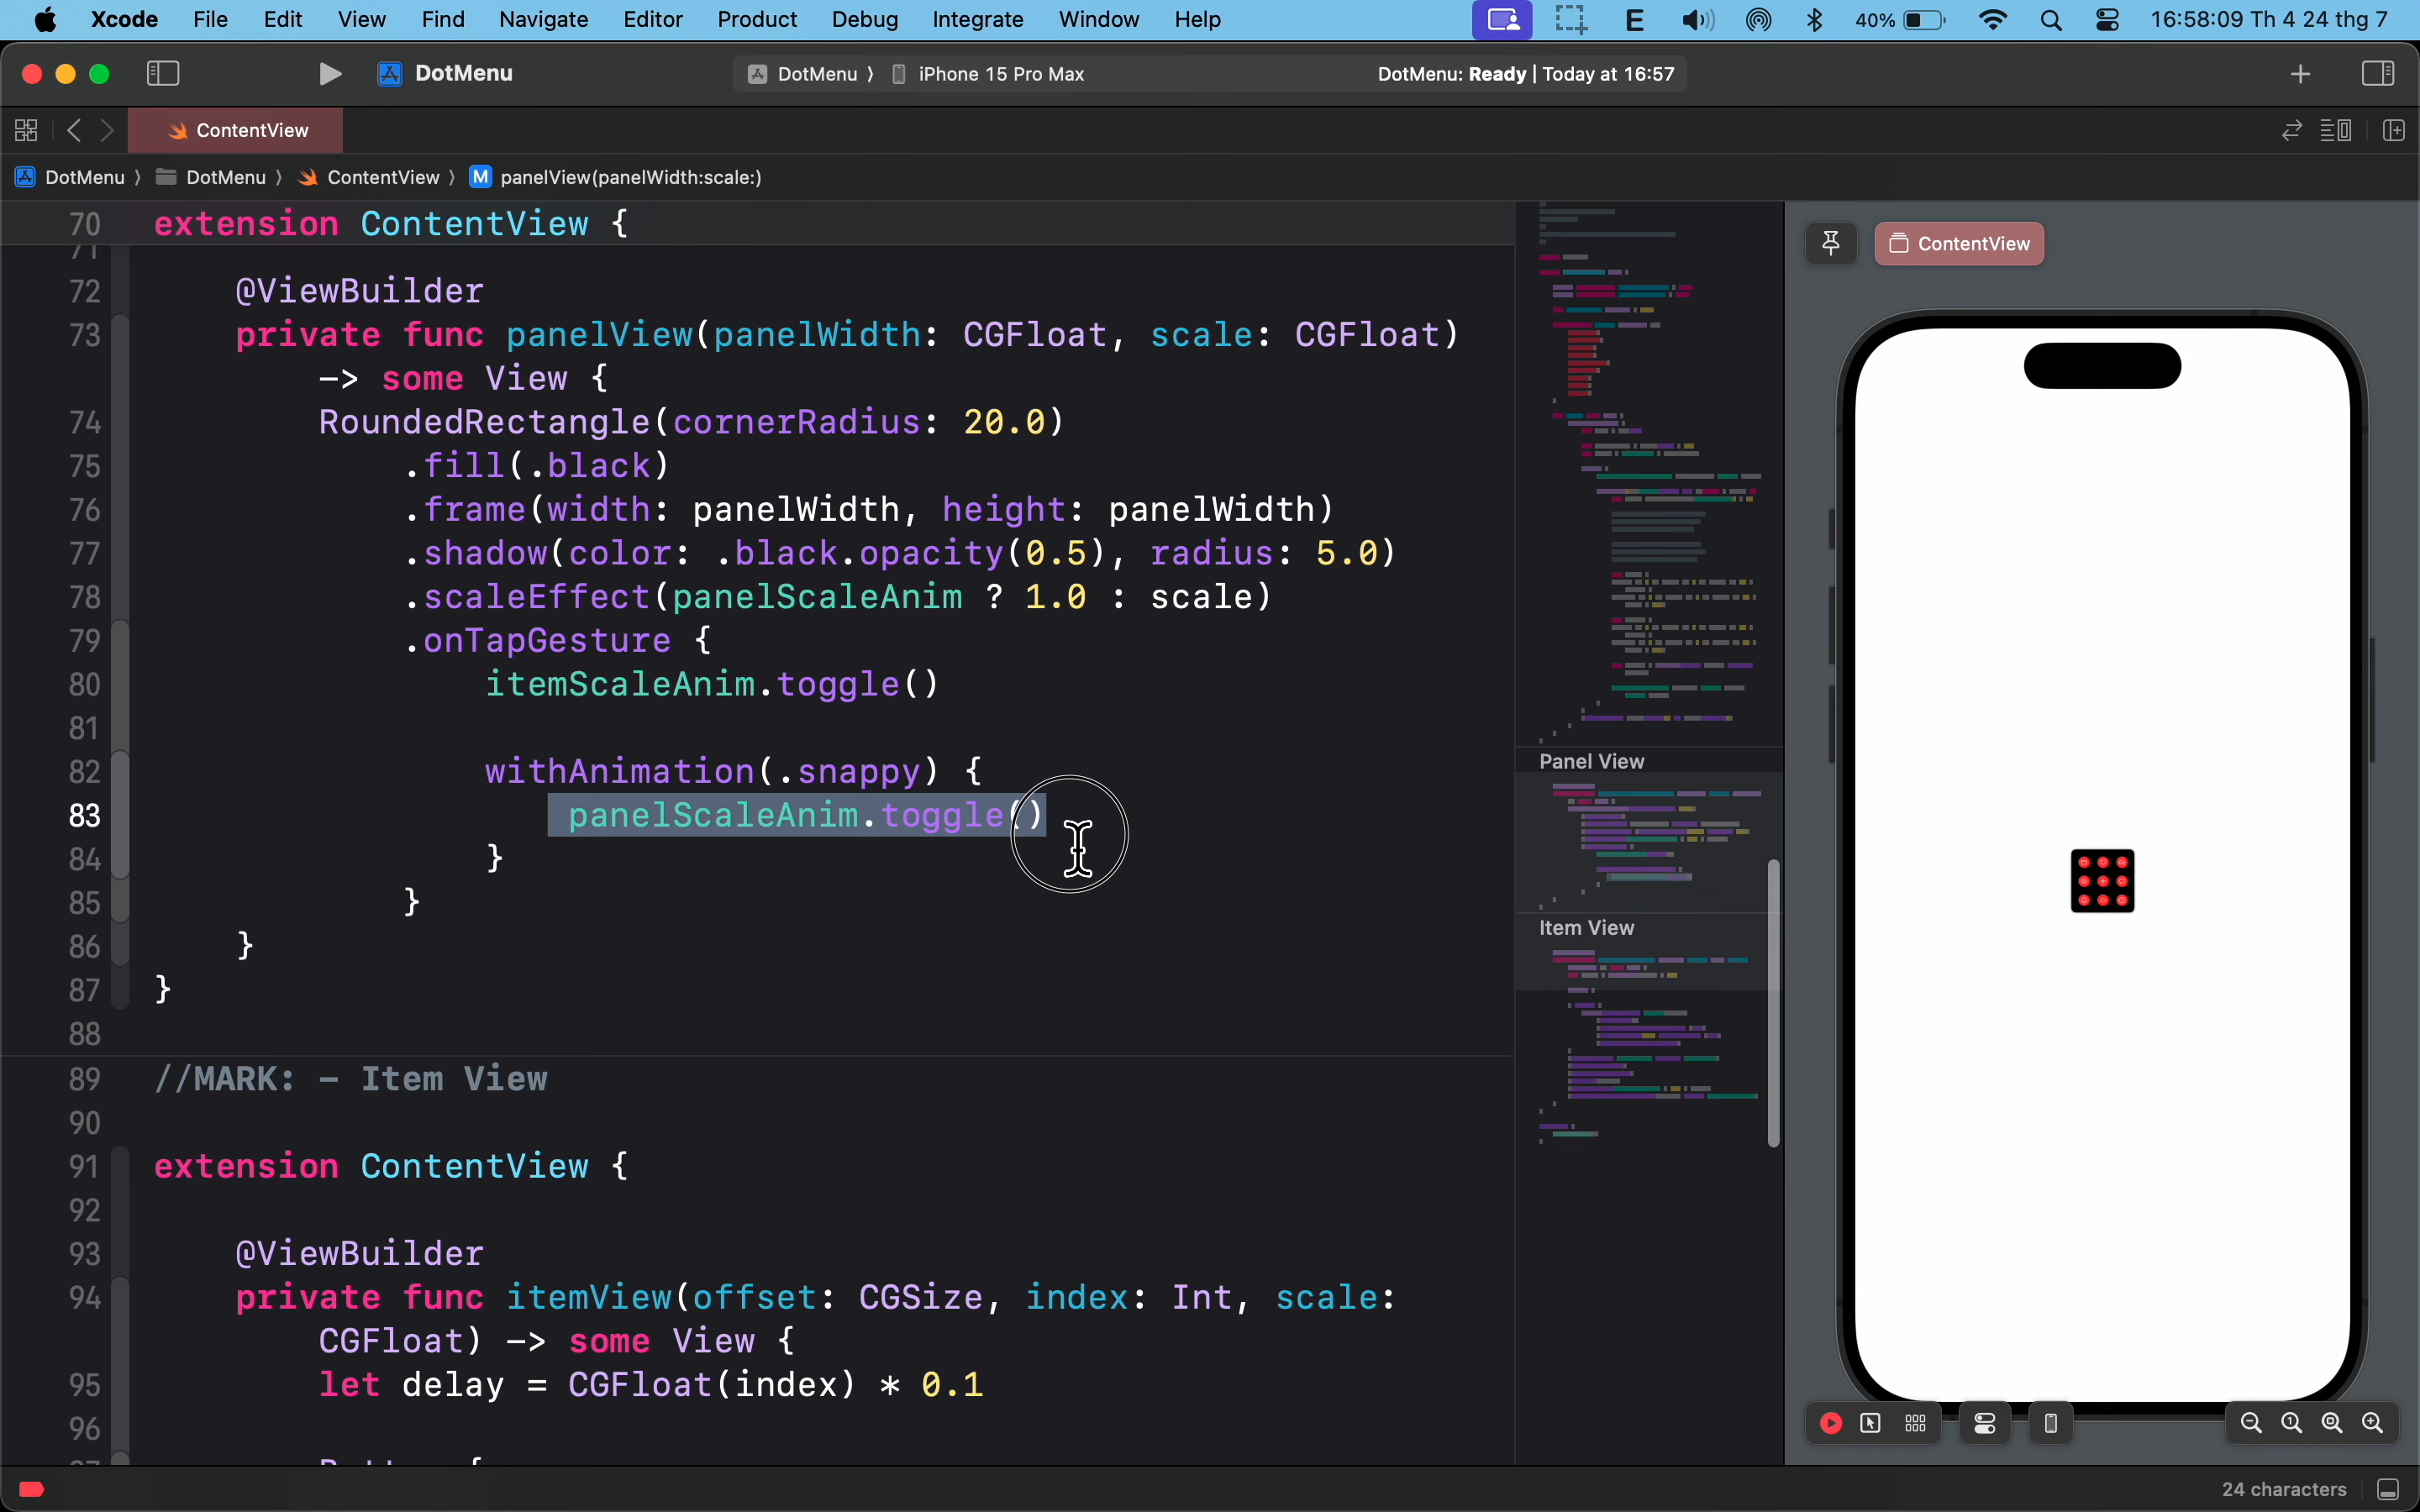 Xcode File Edit View Find Navigate Editor Product Debug Integrate Window Help E 40% 16:58:09 Th 4 24 thg 7
DotMenu DotMenu 〉 iPhone 15 Pro Max DotMenu: Ready | Today at 16:57
ContentView
DotMenu 〉 DotMenu 〉 ContentView 〉 M panelView(panelWidth:scale:)
70 extension ContentView {
71
72 @ViewBuilder
73 private func panelView(panelWidth: CGFloat, scale: CGFloat)
-> some View {
74 RoundedRectangle(cornerRadius: 20.0)
75 .fill(.black)
76 .frame(width: panelWidth, height: panelWidth)
77 .shadow(color: .black.opacity(0.5), radius: 5.0)
78 .scaleEffect(panelScaleAnim ? 1.0 : scale)
79 .onTapGesture {
80 itemScaleAnim.toggle()
81
82 withAnimation(.snappy) {
83 panelScaleAnim.toggle()
84 }
85 }
86 }
87 }
88
89 //MARK: - Item View
90
91 extension ContentView {
92
93 @ViewBuilder
94 private func itemView(offset: CGSize, index: Int, scale:
CGFloat) -> some View {
95 let delay = CGFloat(index) * 0.1
96
Panel View
Item View
ContentView
24 characters